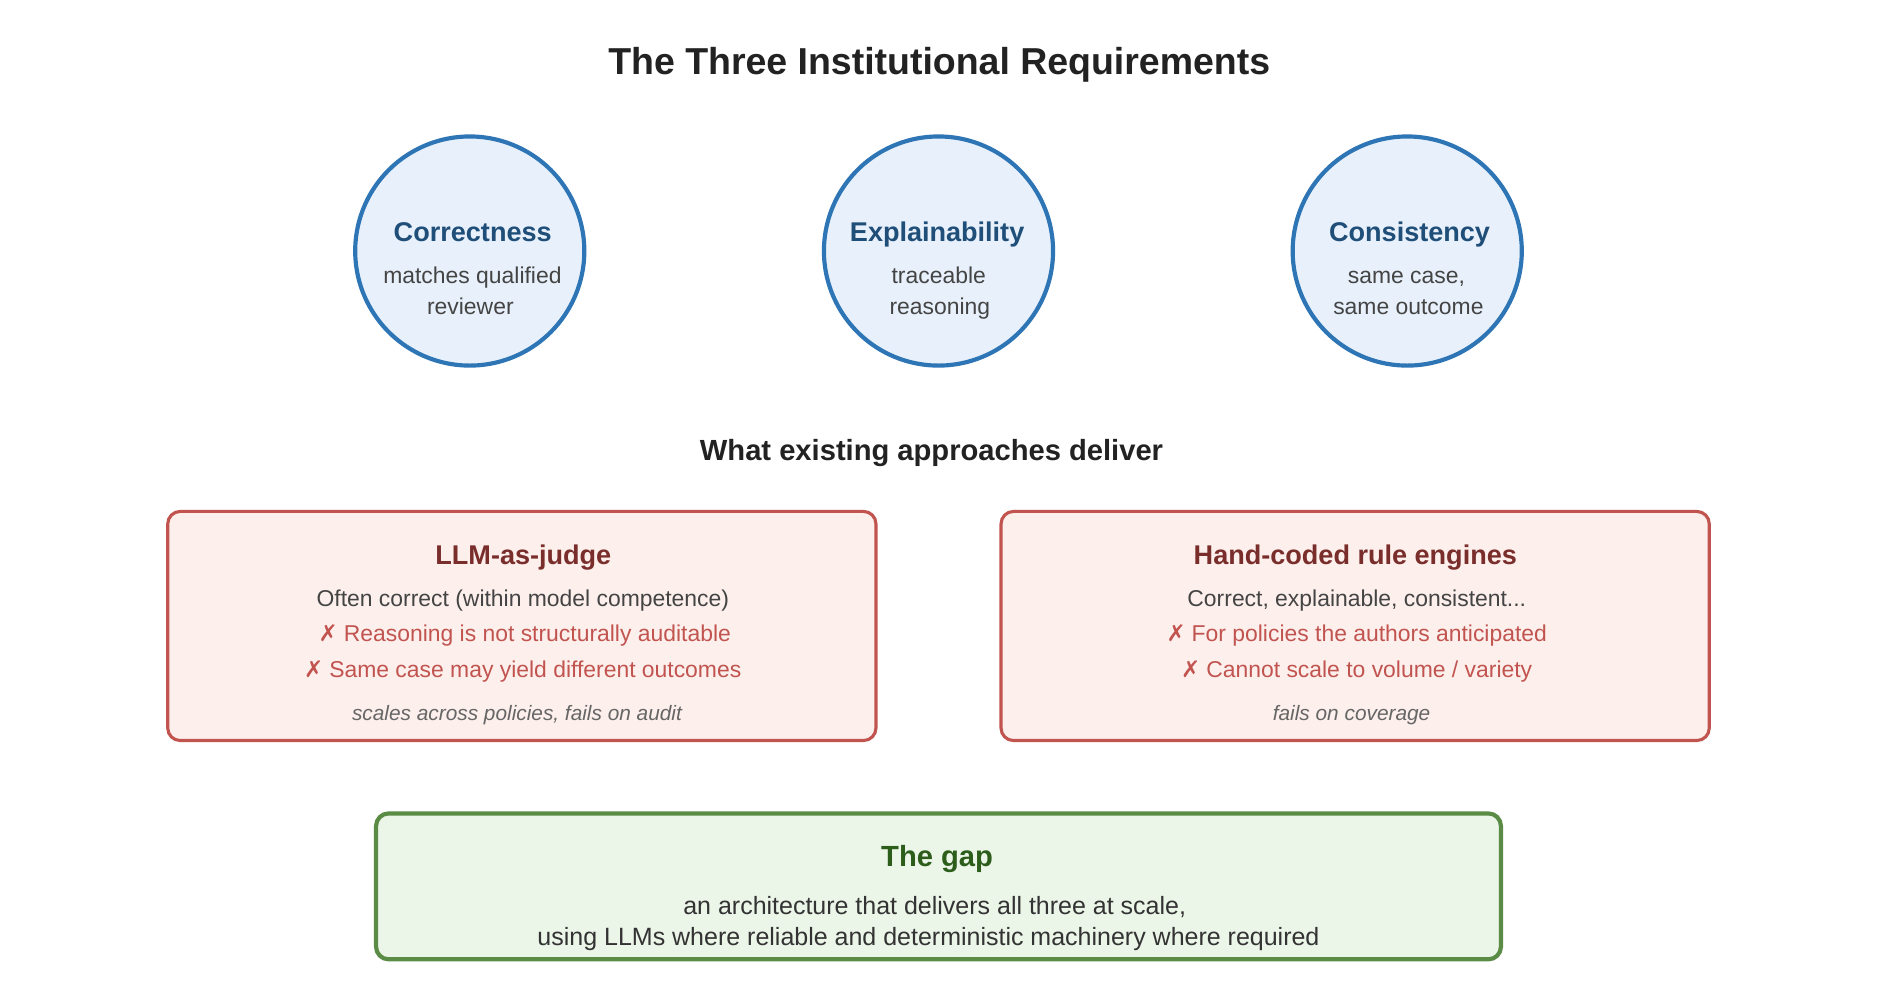 The Three Institutional Requirements
Correctness
matches qualified
reviewer
Explainability
traceable
reasoning
Consistency
same case,
same outcome
What existing approaches deliver
LLM-as-judge
Often correct (within model competence)
✗ Reasoning is not structurally auditable
✗ Same case may yield different outcomes
scales across policies, fails on audit
Hand-coded rule engines
Correct, explainable, consistent...
✗ For policies the authors anticipated
✗ Cannot scale to volume / variety
fails on coverage
The gap
an architecture that delivers all three at scale,
using LLMs where reliable and deterministic machinery where required